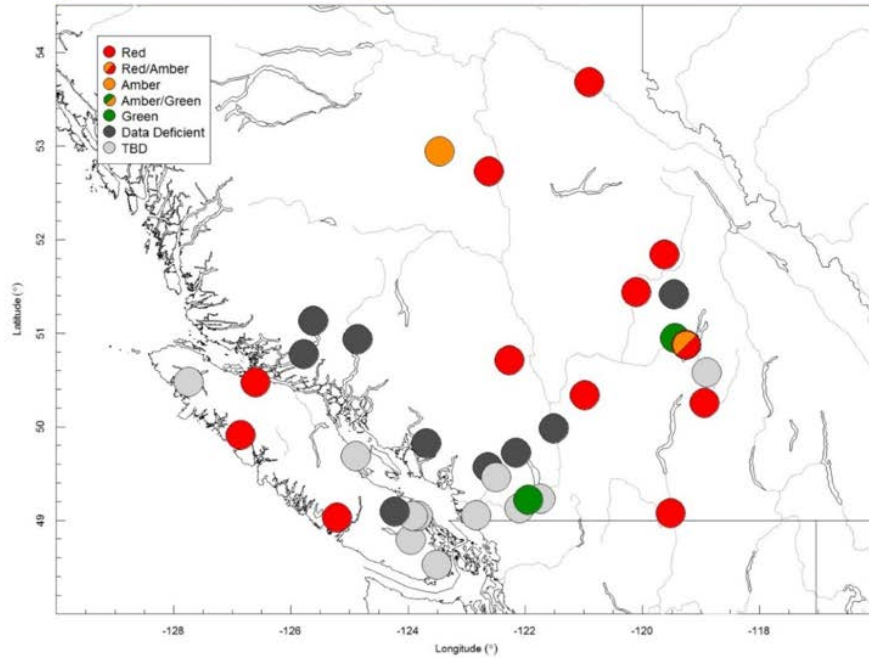 Red
Red/Amber
Amber
Amber/Green
Green
Data Deficient
TBD
54
53
52
51
50
49
Latitude (°)
-128
-126
-124
-122
-120
-118
Longitude (°)